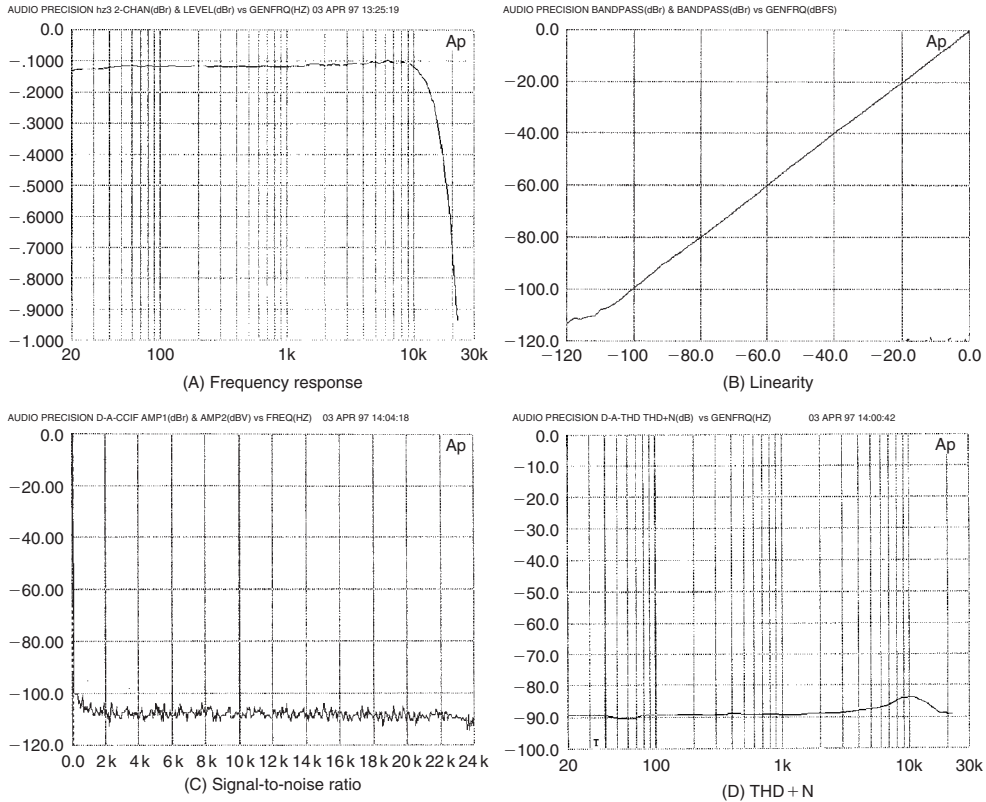 AUDIO PRECISION hz3 2-CHAN(dBr) & LEVEL(dBr) vs GENFRQ(HZ) 03 APR 97 13:25:19
0.0
Ap
−.1000
−.2000
−.3000
−.4000
−.5000
−.6000
−.7000
−.8000
−.9000
−1.000
20 100 1k 10k 30k
(A) Frequency response
AUDIO PRECISION BANDPASS(dBr) & BANDPASS(dBr) vs GENFRQ(dBFS)
0.0
Ap
−20.00
−40.00
−60.00
−80.00
−100.0
−120.0
−120 −100 −80.0 −60.0 −40.0 −20.0 0.0
(B) Linearity
AUDIO PRECISION D-A-CCIF AMP1(dBr) & AMP2(dBV) vs FREQ(HZ) 03 APR 97 14:04:18
0.0
Ap
−20.00
−40.00
−60.00
−80.00
−100.0
−120.0
0.0 2k 4k 6k 8k 10k 12k 14k 16k 18k 20k 22k 24k
(C) Signal-to-noise ratio
AUDIO PRECISION D-A-THD THD+N(dB) vs GENFRQ(HZ) 03 APR 97 14:00:42
0.0
Ap
−10.0
−20.0
−30.0
−40.0
−50.0
−60.0
−70.0
−80.0
−90.0
−100.0
T
20 100 1k 10k 30k
(D) THD + N